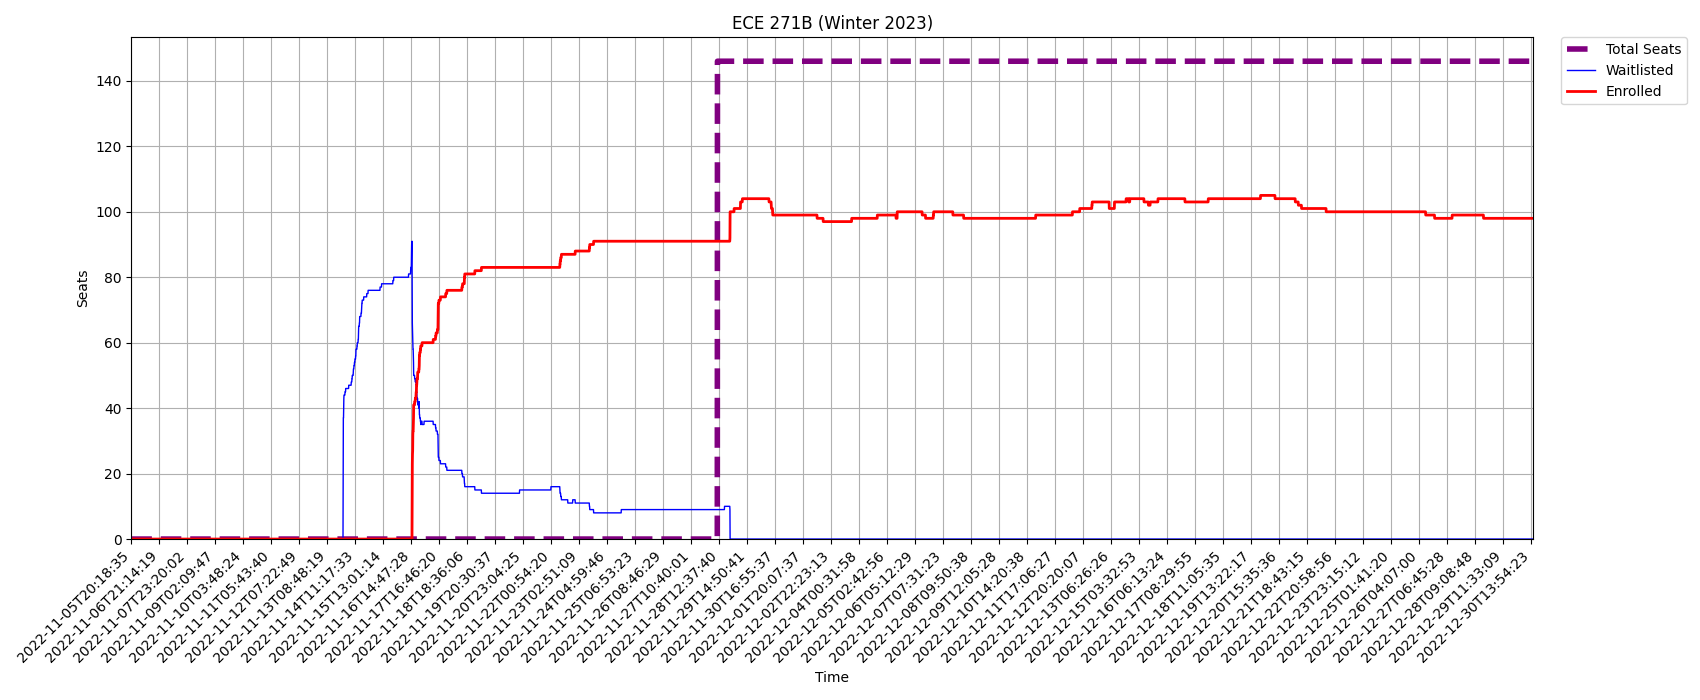 ECE 271B (Winter 2023)
Total Seats
Waitlisted
Enrolled
140
120
100
80
60
40
20
0
Seats
2022-11-05T20:18:35
2022-11-06T21:14:19
2022-11-07T23:20:02
2022-11-09T02:09:47
2022-11-10T03:48:24
2022-11-11T05:43:40
2022-11-12T07:22:49
2022-11-13T08:48:19
2022-11-14T11:17:33
2022-11-15T13:01:14
2022-11-16T14:47:28
2022-11-17T16:46:20
2022-11-18T18:36:06
2022-11-19T20:30:37
2022-11-20T23:04:25
2022-11-22T00:54:20
2022-11-23T02:51:09
2022-11-24T04:59:46
2022-11-25T06:53:23
2022-11-26T08:46:29
2022-11-27T10:40:01
2022-11-28T12:37:40
2022-11-29T14:50:41
2022-11-30T16:55:37
2022-12-01T20:07:37
2022-12-02T22:23:13
2022-12-04T00:31:58
2022-12-05T02:42:56
2022-12-06T05:12:29
2022-12-07T07:31:23
2022-12-08T09:50:38
2022-12-09T12:05:28
2022-12-10T14:20:38
2022-12-11T17:06:27
2022-12-12T20:20:07
2022-12-13T06:26:26
2022-12-15T03:32:53
2022-12-16T06:13:24
2022-12-17T08:29:55
2022-12-18T11:05:35
2022-12-19T13:22:17
2022-12-20T15:35:36
2022-12-21T18:43:15
2022-12-22T20:58:56
2022-12-23T23:15:12
2022-12-25T01:41:20
2022-12-26T04:07:00
2022-12-27T06:45:28
2022-12-28T09:08:48
2022-12-29T11:33:09
2022-12-30T13:54:23
Time